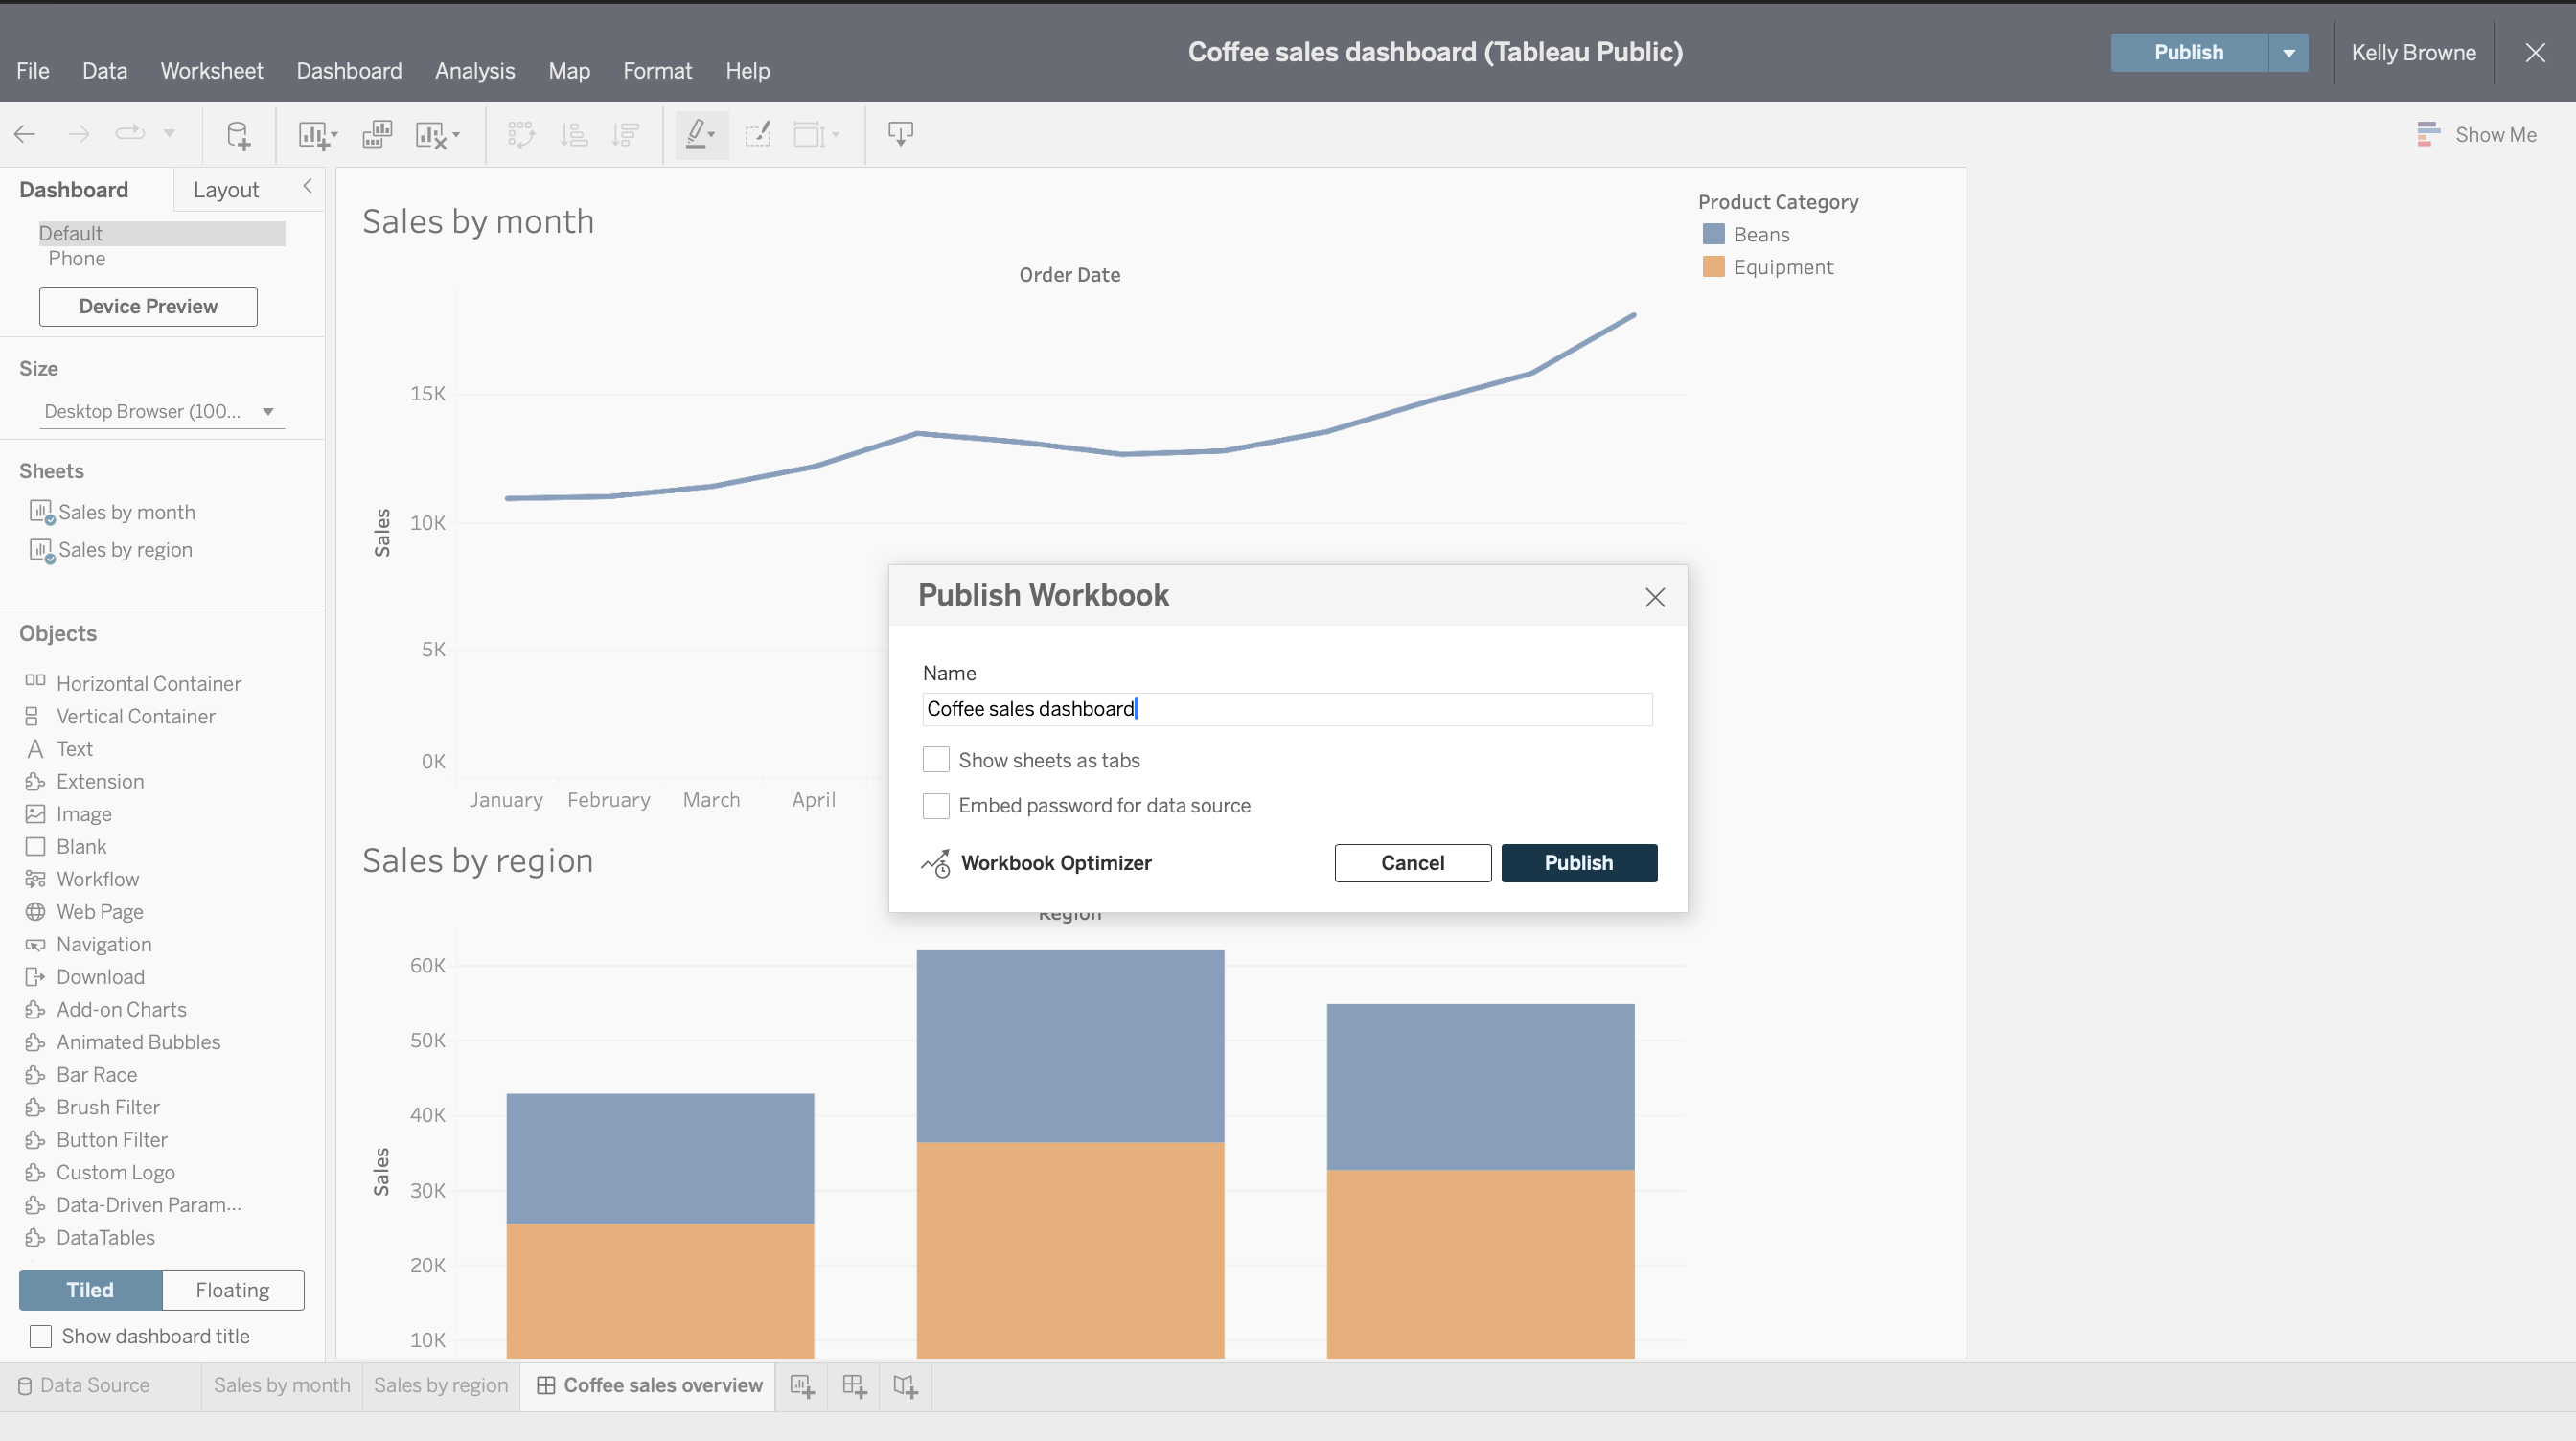 Coffee sales dashboard (Tableau Public)
Publish
Kelly Browne
File Data Worksheet Dashboard Analysis Map Format Help
Show Me
Dashboard
Layout
Default
Phone
Device Preview
Size
Desktop Browser (100...
Sheets
Sales by month
Sales by region
Objects
Horizontal Container
Vertical Container
Text
Extension
Image
Blank
Workflow
Web Page
Navigation
Download
Add-on Charts
Animated Bubbles
Bar Race
Brush Filter
Button Filter
Custom Logo
Data-Driven Param...
DataTables
Tiled
Floating
Show dashboard title
Sales by month
Order Date
Product Category
Beans
Equipment
15K
10K
5K
0K
Sales
January February March April
Publish Workbook
Name
Coffee sales dashboard
Show sheets as tabs
Embed password for data source
Workbook Optimizer
Cancel
Publish
Sales by region
Region
60K
50K
40K
30K
20K
10K
Sales
Data Source
Sales by month
Sales by region
Coffee sales overview